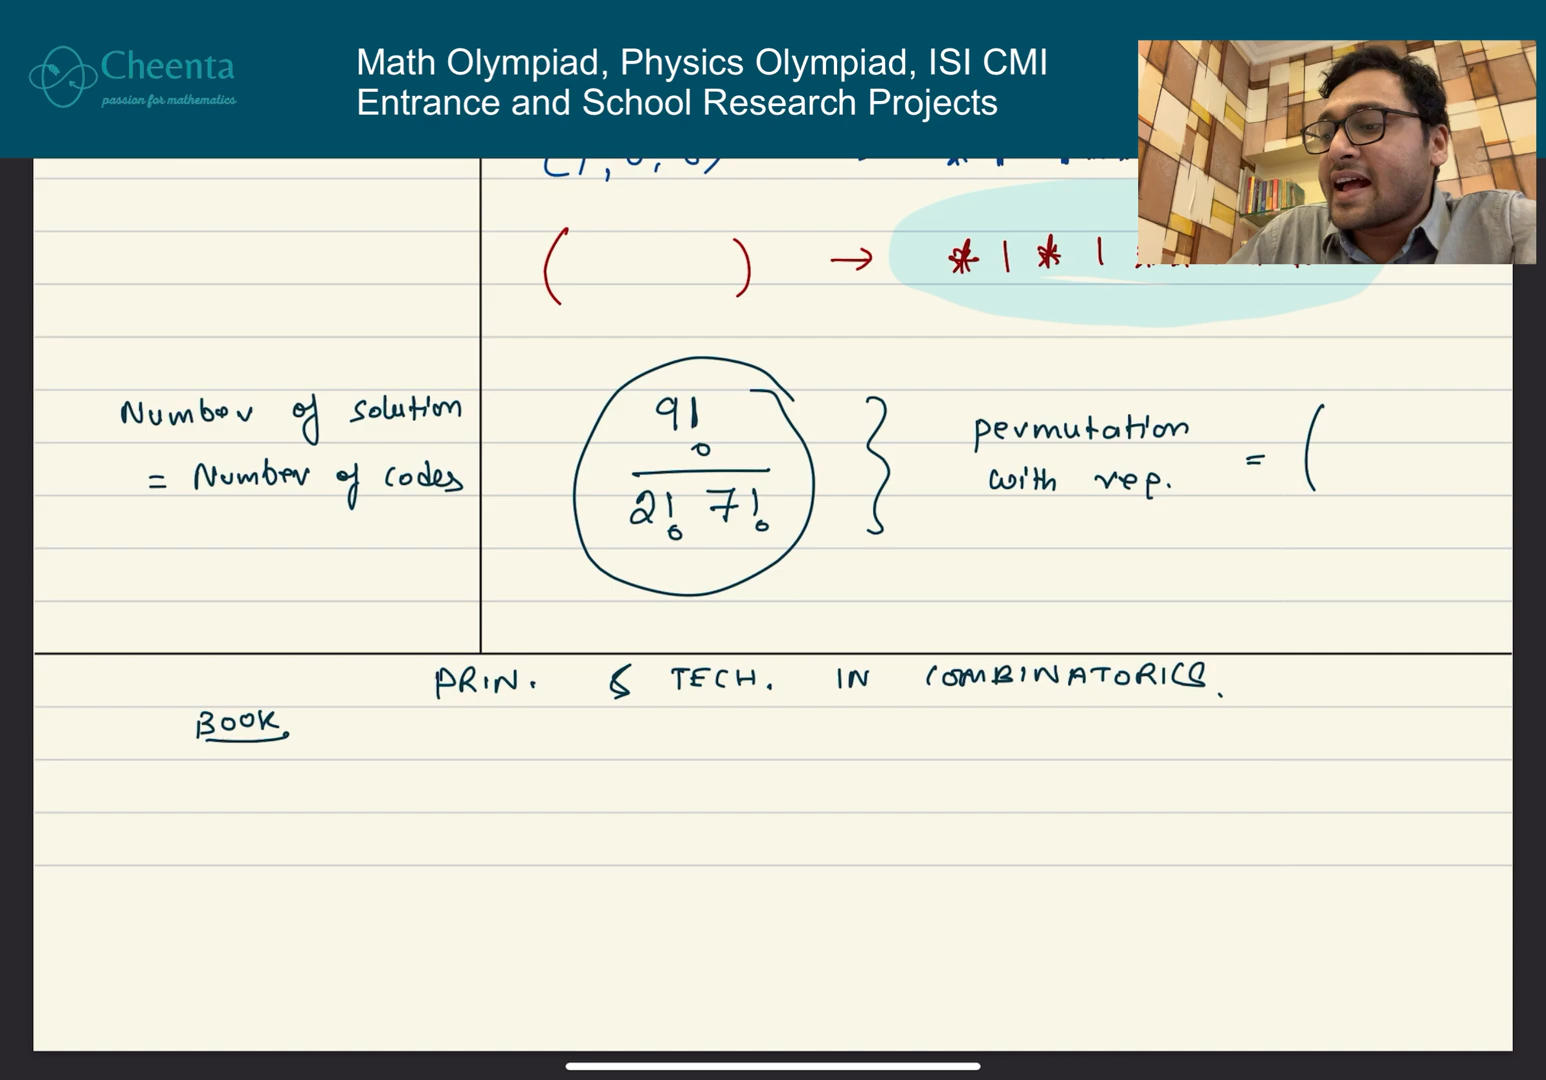 Cheenta
passion for mathematics
Math Olympiad, Physics Olympiad, ISI CMI
Entrance and School Research Projects
( ) → * | * |
Number of solution
= Number of codes
9!
2! 7!
}
permutation
with rep.
= (
PRIN. & TECH. IN COMBINATORICS.
BOOK.